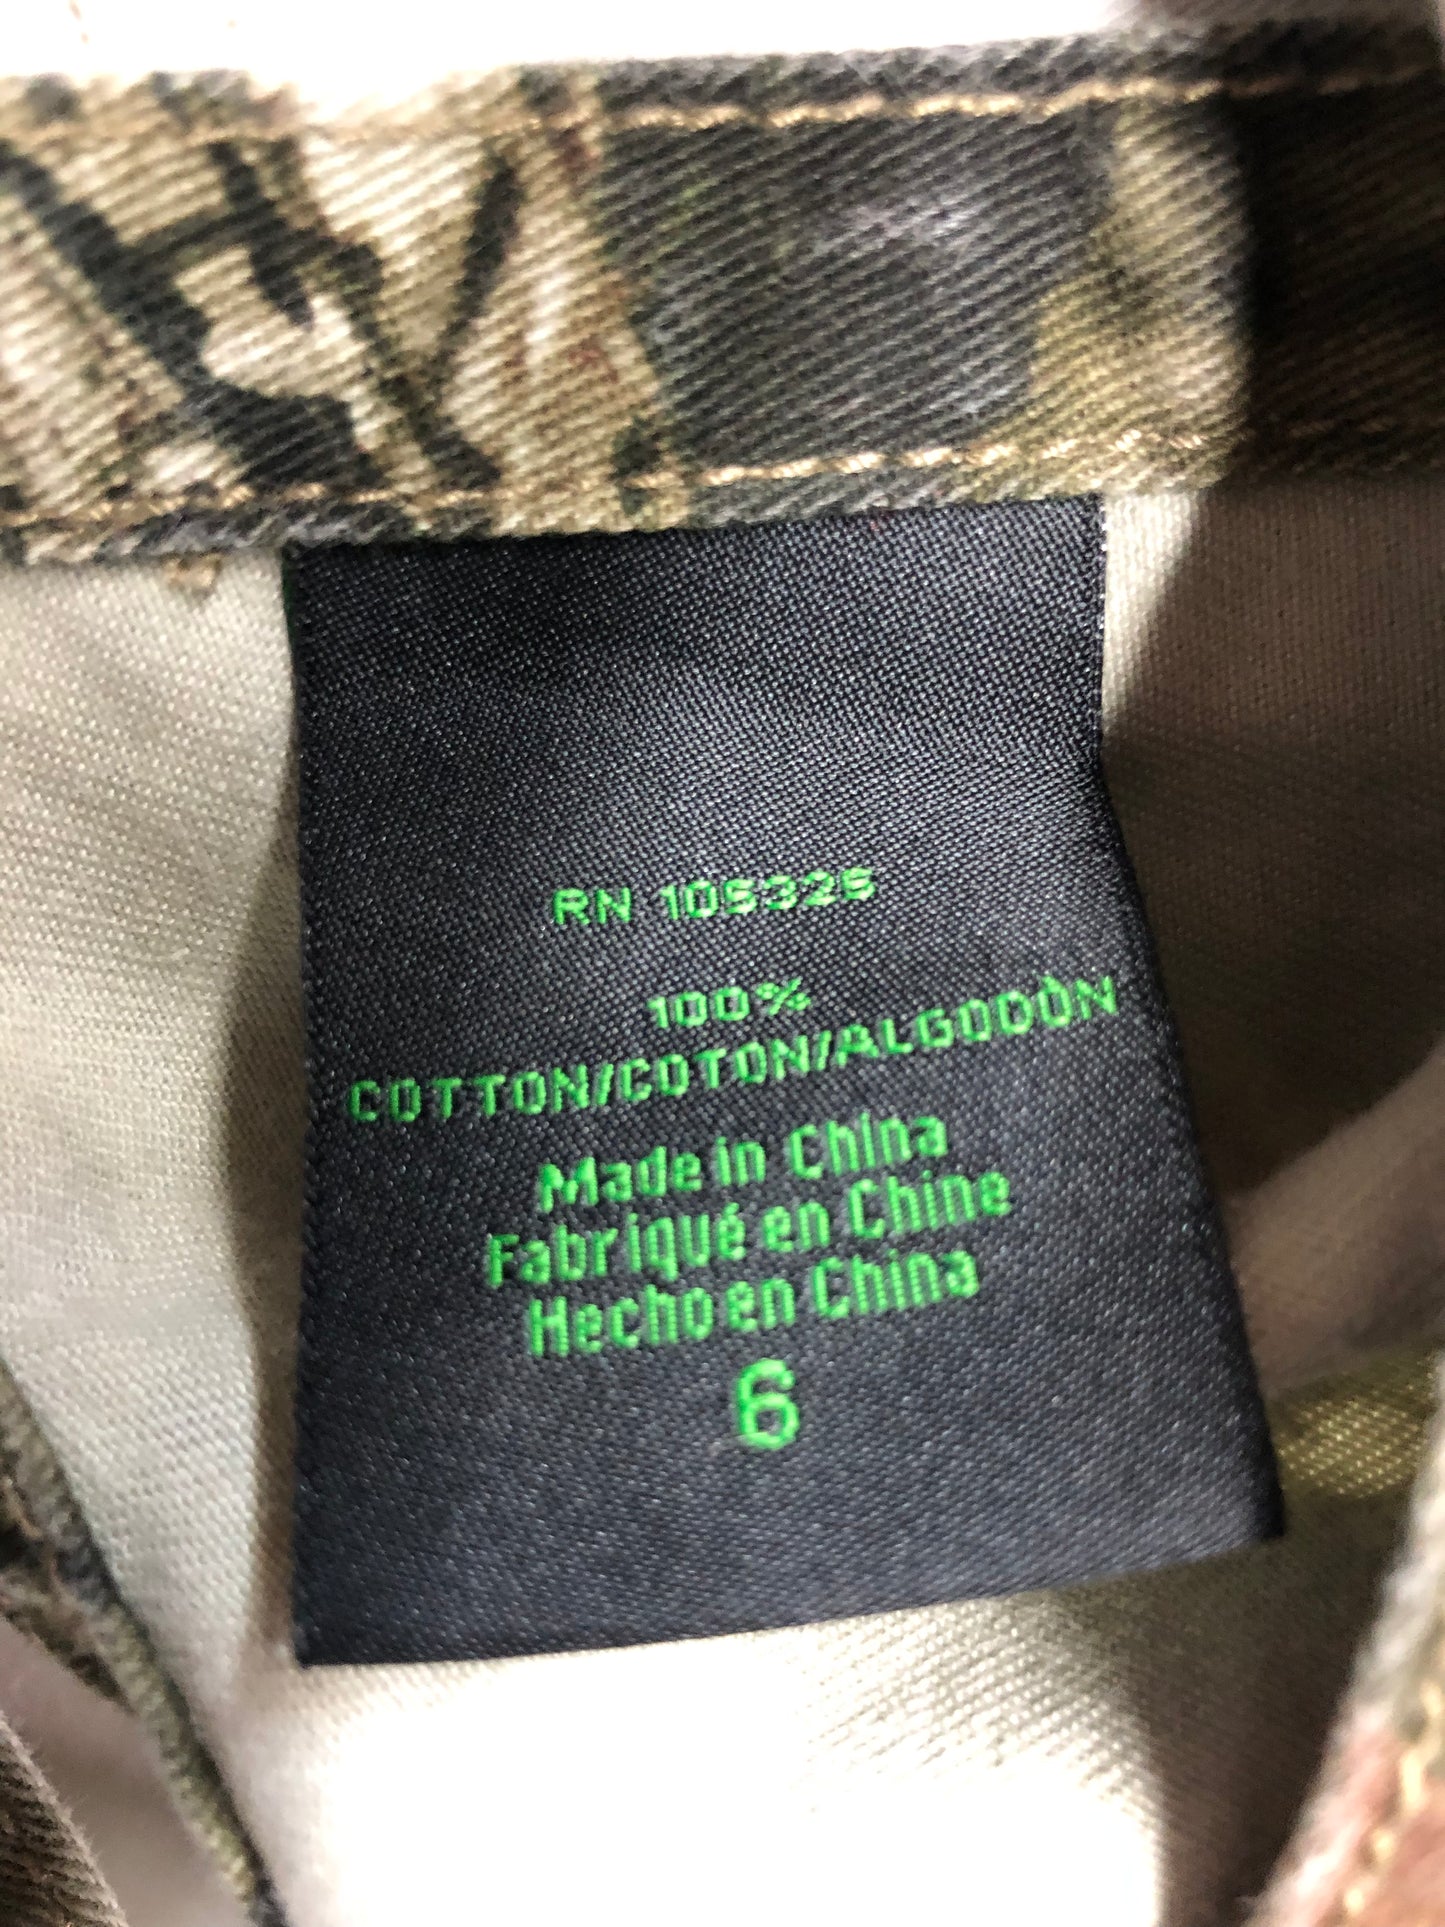 RN 105325
100%
COTTON/COTON/ALGODÒN
Made in China
Fabriqué en Chine
Hecho en China
6